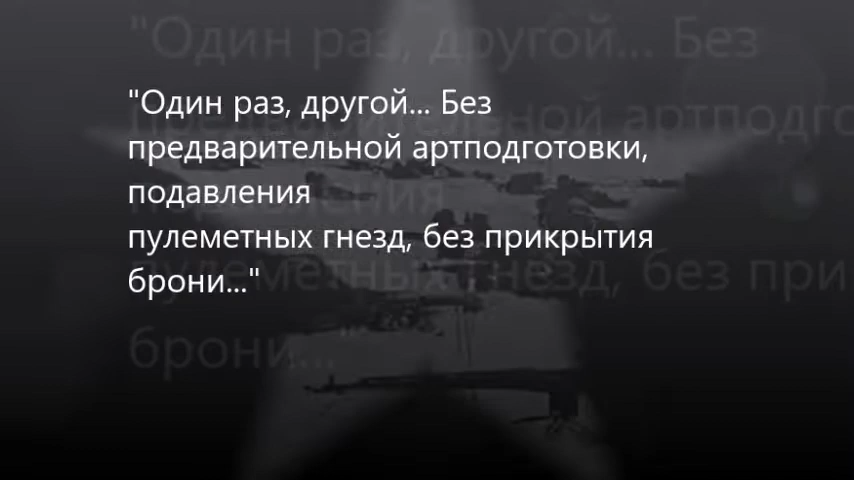 "Один раз, другой... Без
предварительной артподготовки,
подавления
пулеметных гнезд, без прикрытия
брони..."